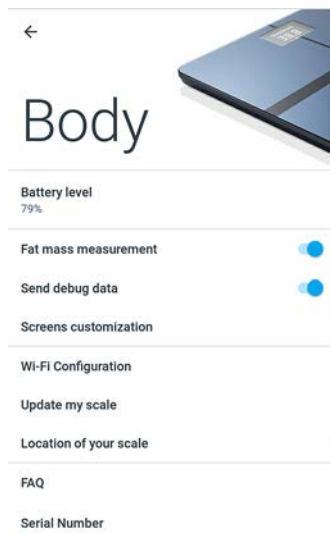 Body
Battery level
79%
Fat mass measurement
Send debug data
Screens customization
Wi-Fi Configuration
Update my scale
Location of your scale
FAQ
Serial Number